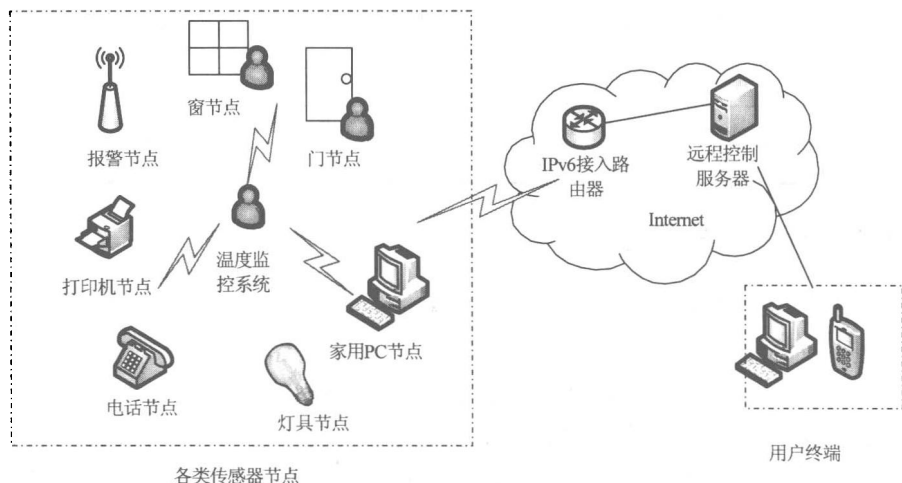 窗节点
报警节点
门节点
打印机节点
温度监
控系统
家用PC节点
电话节点
灯具节点
各类传感器节点
IPv6接入路
由器
远程控制
服务器
Internet
用户终端